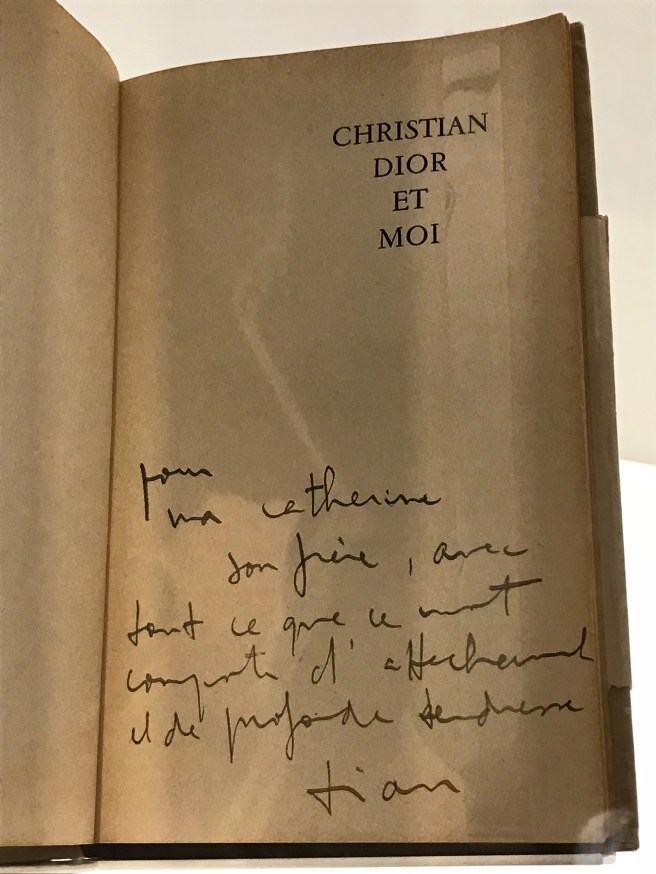 CHRISTIAN
DIOR
ET
MOI
pour
ma catherine
son frère, avec
tout ce que ce mot
comporte d'attachement
et de profonde tendresse
tian